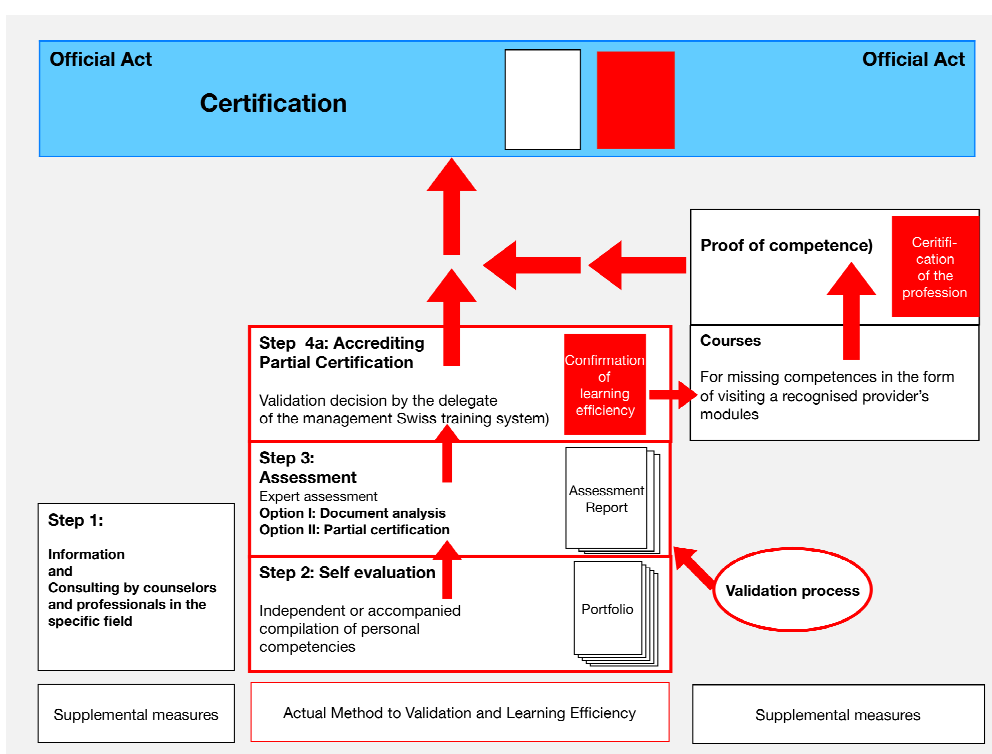 Official Act
Official Act
Certification
Proof of competence)
Ceritifi-
cation
of the
profession
Courses
For missing competences in the form
of visiting a recognised provider's
modules
Step 4a: Accrediting
Partial Certification
Validation decision by the delegate
of the management Swiss training system)
Confirmation
of
learning
efficiency
Step 3:
Assessment
Expert assessment
Option I: Document analysis
Option II: Partial certification
Assessment
Report
Step 2: Self evaluation
Independent or accompanied
compilation of personal
competencies
Portfolio
Validation process
Step 1:
Information
and
Consulting by counselors
and professionals in the
specific field
Supplemental measures
Actual Method to Validation and Learning Efficiency
Supplemental measures